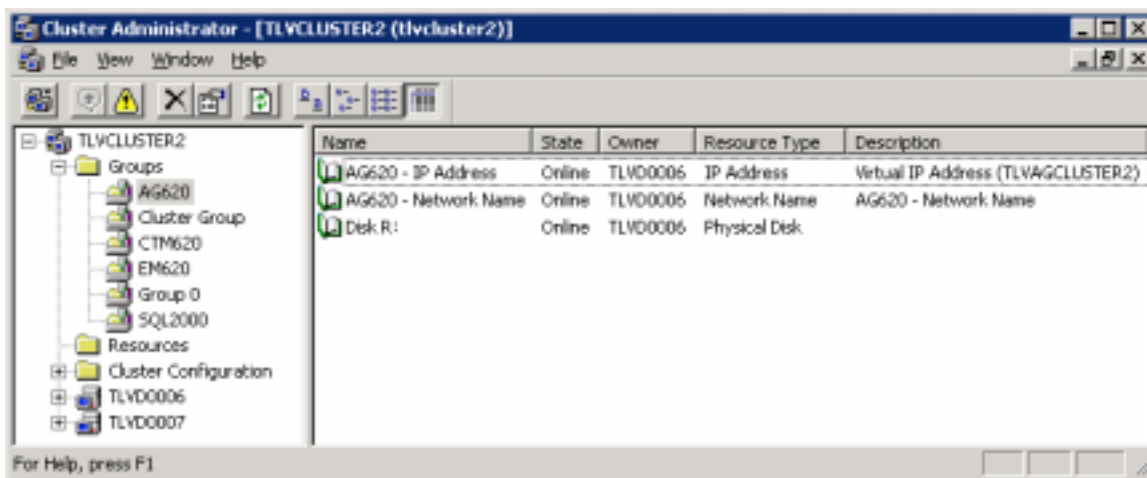 Cluster Administrator - [TLVCLUSTER2 (tlvcluster2)]
File View Window Help
TLVCLUSTER2
Groups
AG620
Cluster Group
CTM620
EM620
Group 0
SQL2000
Resources
Cluster Configuration
TLVD0006
TLVD0007
Name State Owner Resource Type Description
AG620 - IP Address Online TLVD0006 IP Address Virtual IP Address (TLVAGCLUSTER2)
AG620 - Network Name Online TLVD0006 Network Name AG620 - Network Name
Disk R: Online TLVD0006 Physical Disk
For Help, press F1